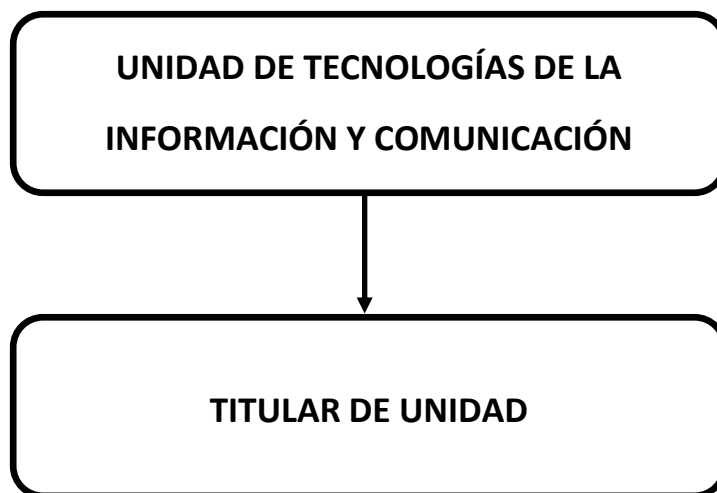 UNIDAD DE TECNOLOGÍAS DE LA
INFORMACIÓN Y COMUNICACIÓN
TITULAR DE UNIDAD